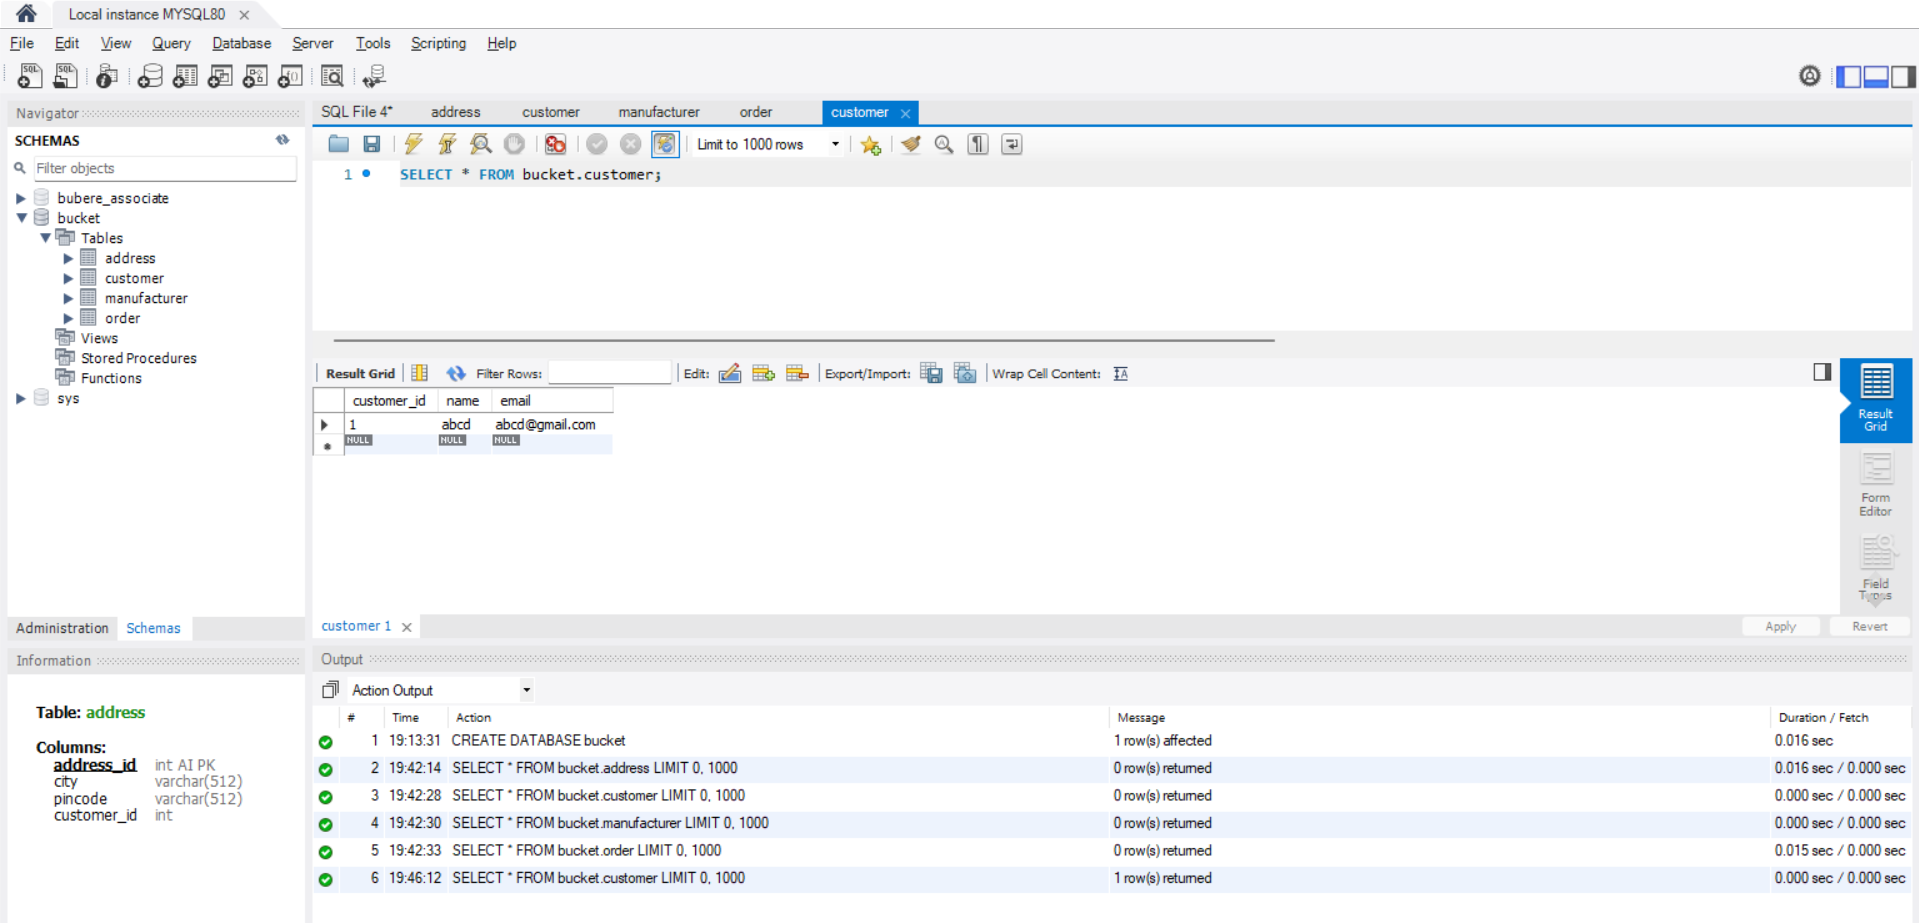 Local instance MYSQL80
File Edit View Query Database Server Tools Scripting Help
Navigator
SCHEMAS
Filter objects
bubere_associate
bucket
Tables
address
customer
manufacturer
order
Views
Stored Procedures
Functions
sys
Administration Schemas
Information
Table: address
Columns:
address_id int AI PK
city varchar(512)
pincode varchar(512)
customer_id int
SQL File 4* address customer manufacturer order customer
Limit to 1000 rows
1 SELECT * FROM bucket.customer;
Result Grid Filter Rows: Edit: Export/Import: Wrap Cell Content:
customer_id name email
1 abcd abcd@gmail.com
NULL NULL NULL
Result
Grid
Form
Editor
Field
Types
customer 1 Apply Revert
Output
Action Output
# Time Action Message Duration / Fetch
1 19:13:31 CREATE DATABASE bucket 1 row(s) affected 0.016 sec
2 19:42:14 SELECT * FROM bucket.address LIMIT 0, 1000 0 row(s) returned 0.016 sec / 0.000 sec
3 19:42:28 SELECT * FROM bucket.customer LIMIT 0, 1000 0 row(s) returned 0.000 sec / 0.000 sec
4 19:42:30 SELECT * FROM bucket.manufacturer LIMIT 0, 1000 0 row(s) returned 0.000 sec / 0.000 sec
5 19:42:33 SELECT * FROM bucket.order LIMIT 0, 1000 0 row(s) returned 0.015 sec / 0.000 sec
6 19:46:12 SELECT * FROM bucket.customer LIMIT 0, 1000 1 row(s) returned 0.000 sec / 0.000 sec